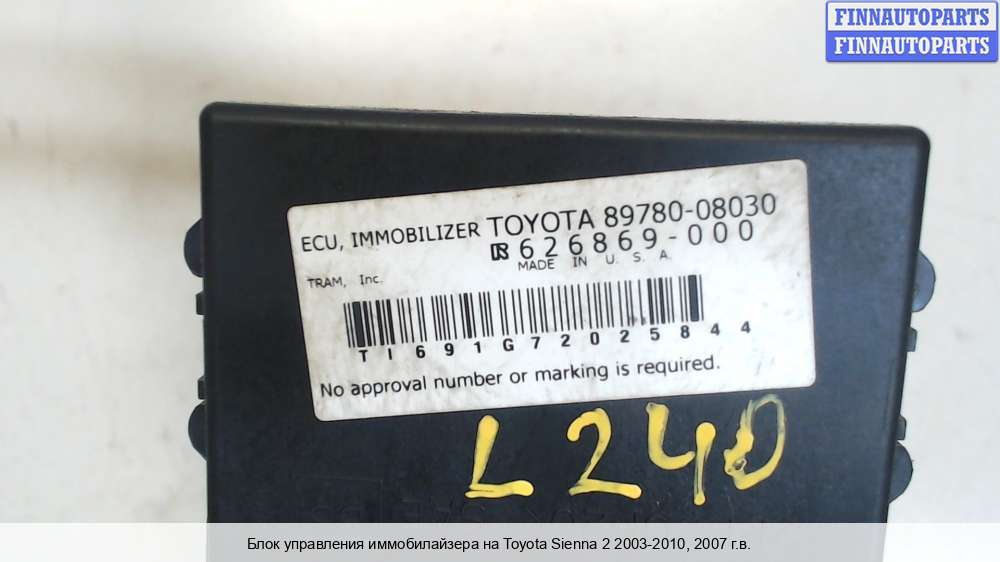 FINNAUTOPARTS
FINNAUTOPARTS
ECU, IMMOBILIZER TOYOTA 89780-08030
626869-000
MADE IN U. S. A.
TRAM, Inc.
TI691G72025844
No approval number or marking is required.
L240
Блок управления иммобилайзера на Toyota Sienna 2 2003-2010, 2007 г.в.